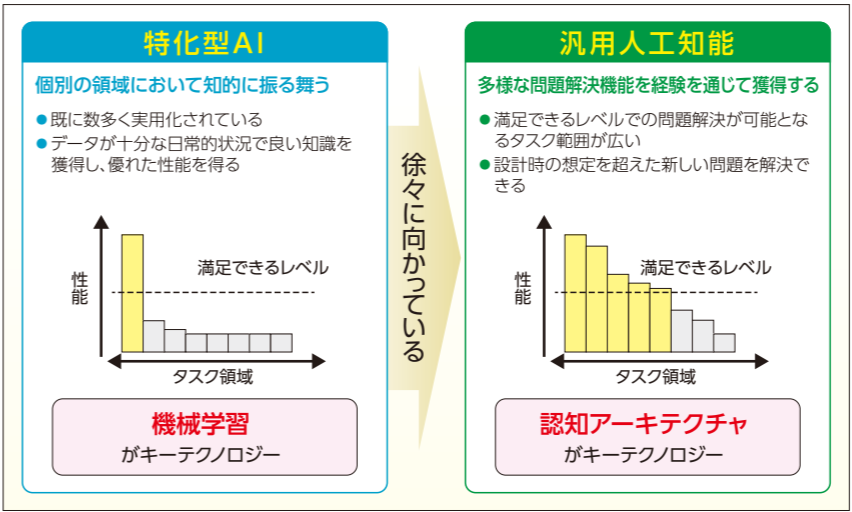 特化型AI
個別の領域において知的に振る舞う
●既に数多く実用化されている
●データが十分な日常的状況で良い知識を
獲得し、優れた性能を得る
性能
満足できるレベル
タスク領域
機械学習
がキーテクノロジー
徐々に向かっている
汎用人工知能
多様な問題解決機能を経験を通じて獲得する
●満足できるレベルでの問題解決が可能とな
るタスク範囲が広い
●設計時の想定を超えた新しい問題を解決で
きる
性能
満足できるレベル
タスク領域
認知アーキテクチャ
がキーテクノロジー